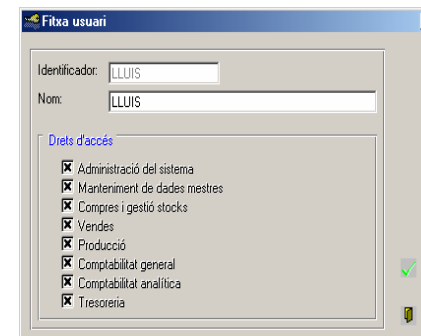 Fitxa usuari
Identificador: LLUIS
Nom: LLUIS
Drets d'accés
Administració del sistema
Manteniment de dades mestres
Compres i gestió stocks
Vendes
Producció
Comptabilitat general
Comptabilitat analítica
Tresoreria